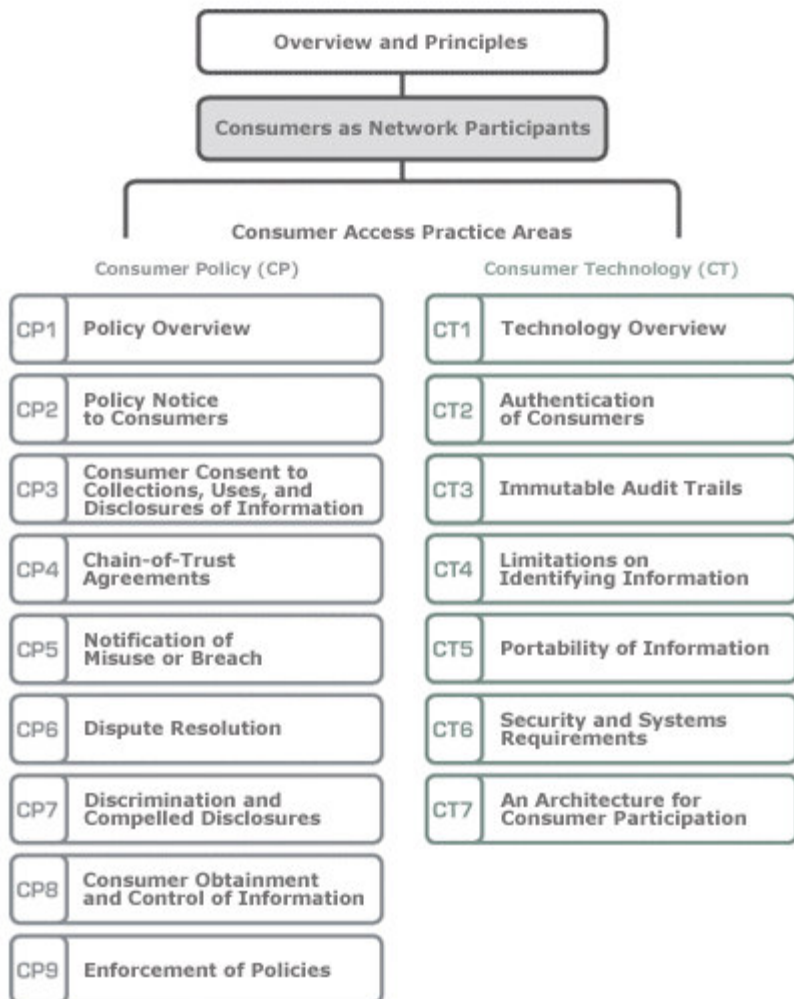 Overview and Principles
Consumers as Network Participants
Consumer Access Practice Areas
Consumer Policy (CP)
CP1
Policy Overview
CP2
Policy Notice
to Consumers
CP3
Consumer Consent to
Collections, Uses, and
Disclosures of Information
CP4
Chain-of-Trust
Agreements
CP5
Notification of
Misuse or Breach
CP6
Dispute Resolution
CP7
Discrimination and
Compelled Disclosures
CP8
Consumer Obtainment
and Control of Information
CP9
Enforcement of Policies
Consumer Technology (CT)
CT1
Technology Overview
CT2
Authentication
of Consumers
CT3
Immutable Audit Trails
CT4
Limitations on
Identifying Information
CT5
Portability of Information
CT6
Security and Systems
Requirements
CT7
An Architecture for
Consumer Participation